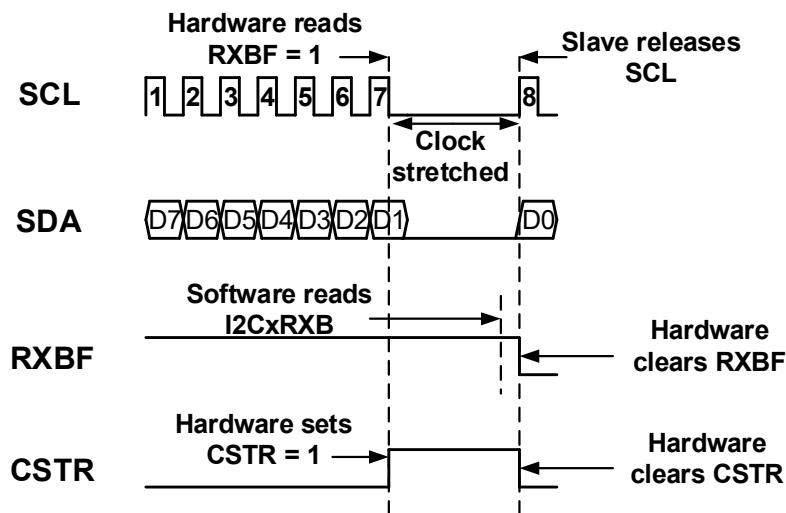 Hardware reads
RXBF = 1
Slave releases
SCL
SCL
1 2 3 4 5 6 7 8
Clock
stretched
SDA
D7 D6 D5 D4 D3 D2 D1 D0
Software reads
I2CxRXB
RXBF
Hardware
clears RXBF
Hardware sets
CSTR = 1
CSTR
Hardware
clears CSTR